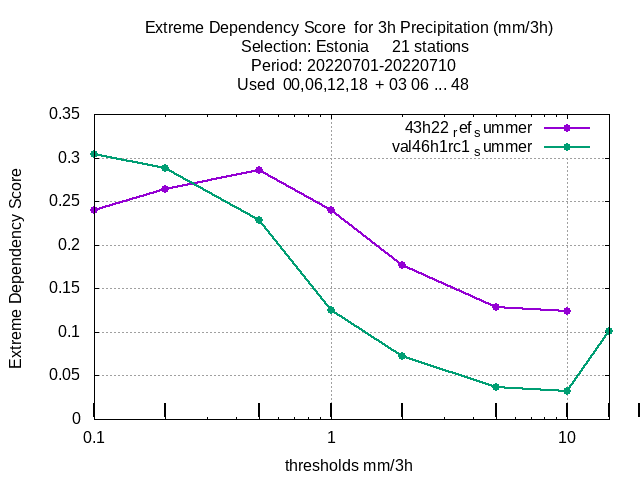 Extreme Dependency Score for 3h Precipitation (mm/3h)
Selection: Estonia 21 stations
Period: 20220701-20220710
Used 00,06,12,18 + 03 06 ... 48
43h22 refsummer
val46h1rc1 summer
0.35
0.3
0.25
0.2
0.15
0.1
0.05
0
Extreme Dependency Score
0.1 1 10
thresholds mm/3h